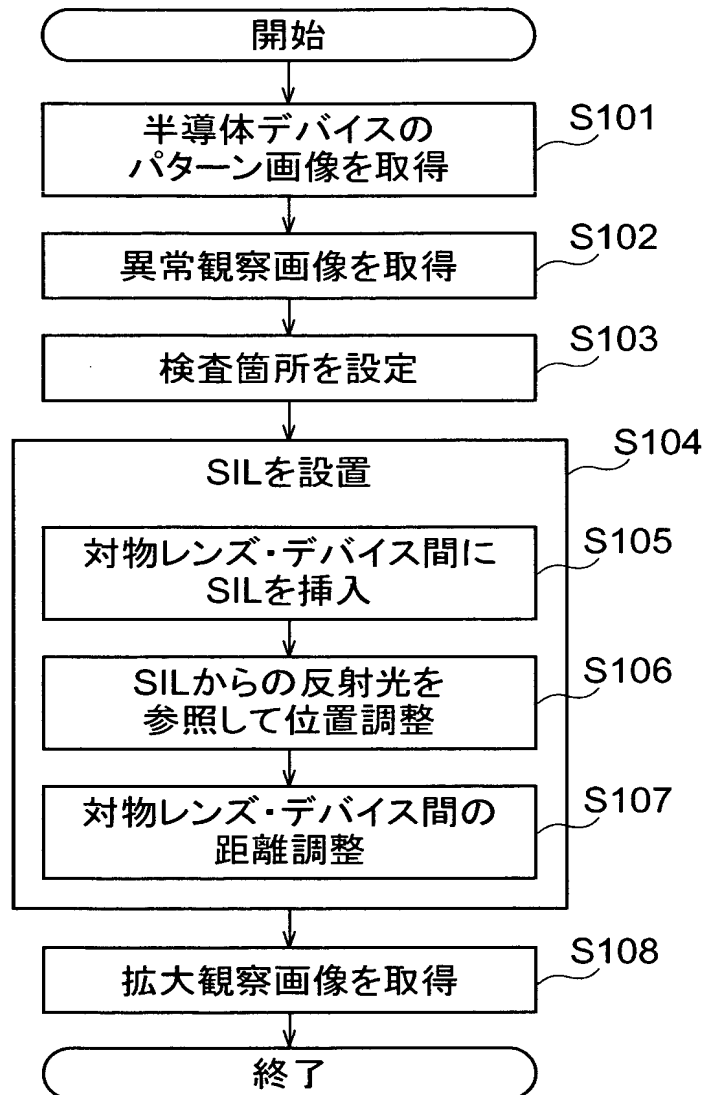 開始
S101
半導体デバイスの
パターン画像を取得
S102
異常観察画像を取得
S103
検査箇所を設定
S104
SILを設置
S105
対物レンズ・デバイス間に
SILを挿入
S106
SILからの反射光を
参照して位置調整
S107
対物レンズ・デバイス間の
距離調整
S108
拡大観察画像を取得
終了